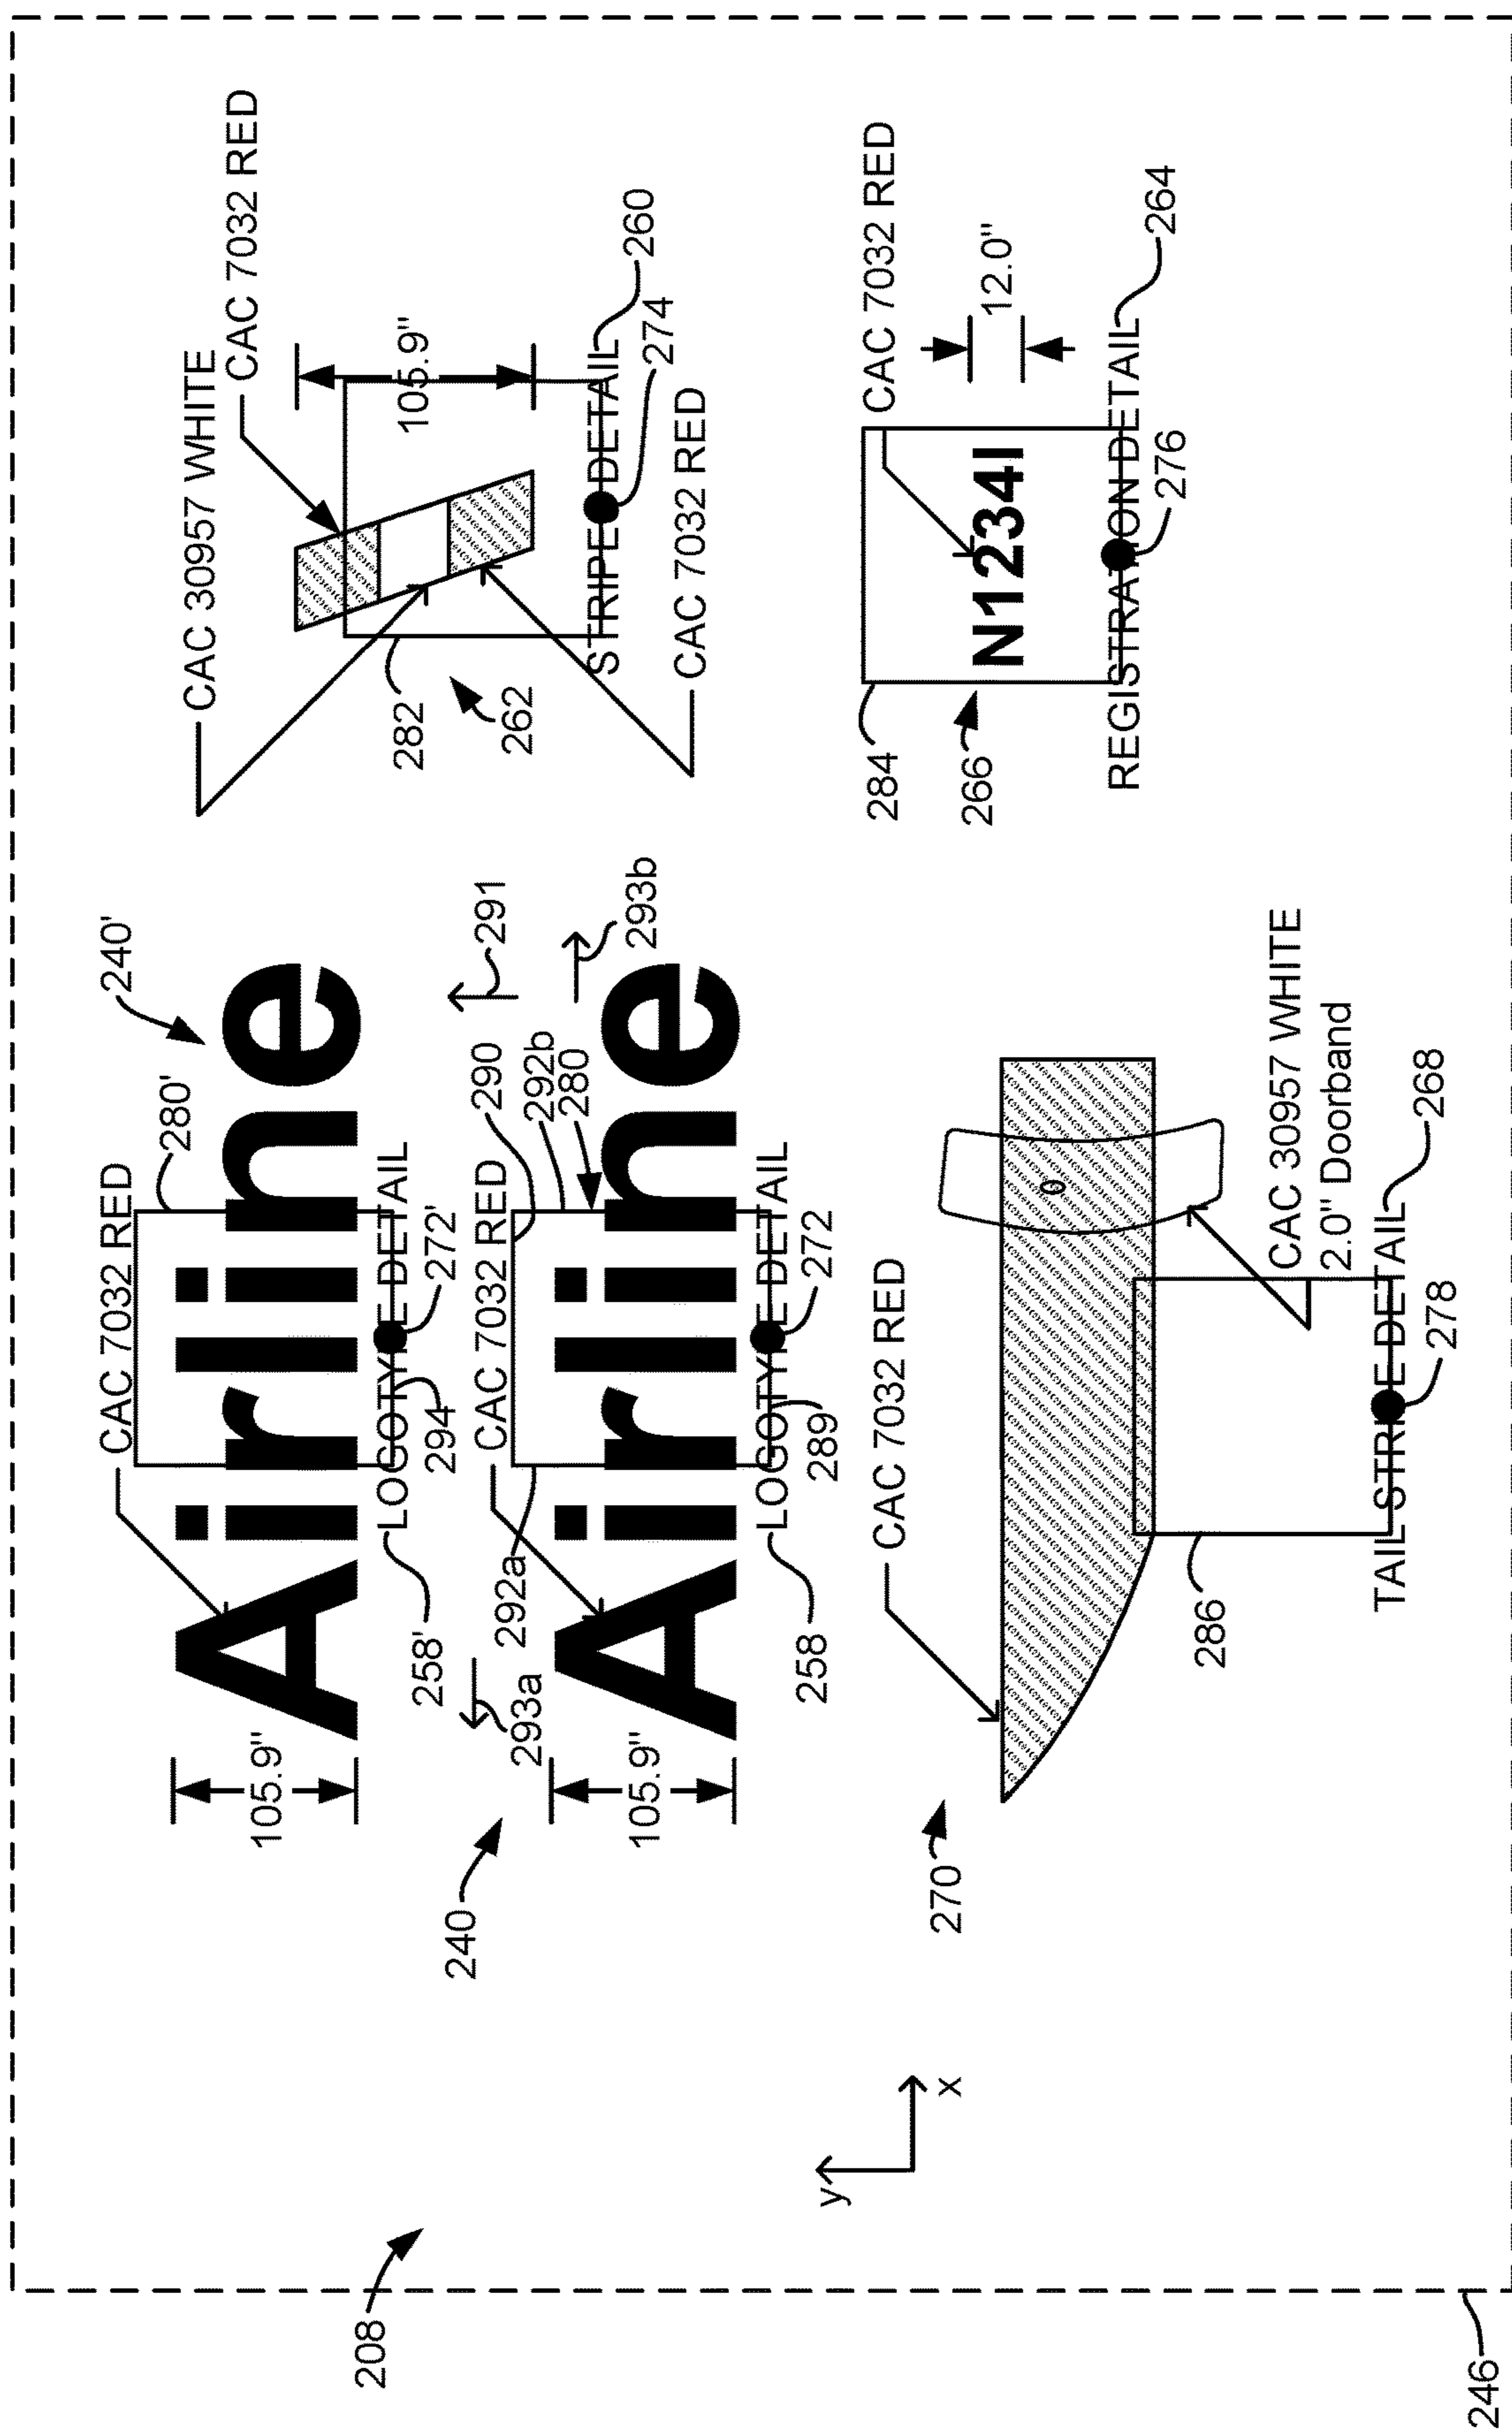 208
246
y
x
240'
CAC 7032 RED
280'
Airline
105.9"
258'
LOGOTYPE DETAIL
294
272'
293a
292a
CAC 7032 RED
290
292b
280
291
293b
240
Airline
105.9"
258
LOGOTYPE DETAIL
289
272
CAC 30957 WHITE
CAC 7032 RED
105.9"
282
262
STRIPE DETAIL
260
274
CAC 7032 RED
270
CAC 7032 RED
0
286
CAC 30957 WHITE
2.0" Doorband
TAIL STRIPE DETAIL
268
278
284
CAC 7032 RED
266
N1234I
12.0"
REGISTRATION DETAIL
264
276